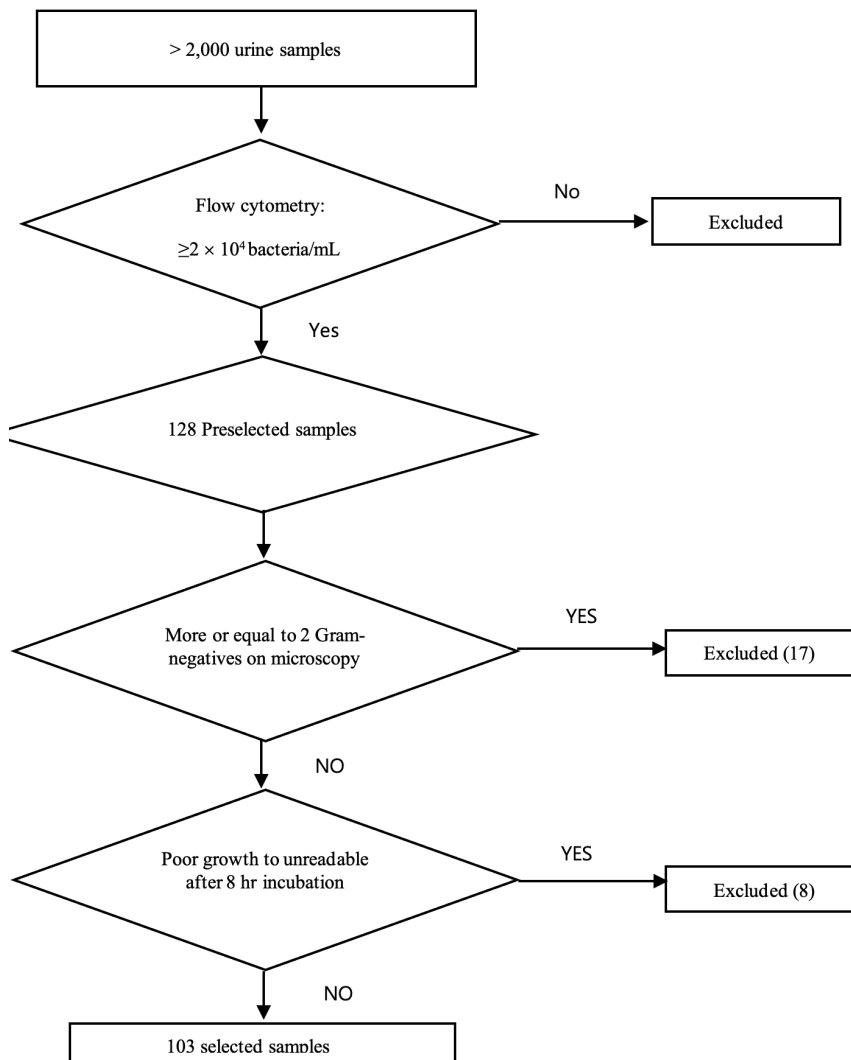 > 2,000 urine samples
Flow cytometry:
≥2 × 10⁴ bacteria/mL
No
Excluded
Yes
128 Preselected samples
More or equal to 2 Gram-
negatives on microscopy
YES
Excluded (17)
NO
Poor growth to unreadable
after 8 hr incubation
YES
Excluded (8)
NO
103 selected samples